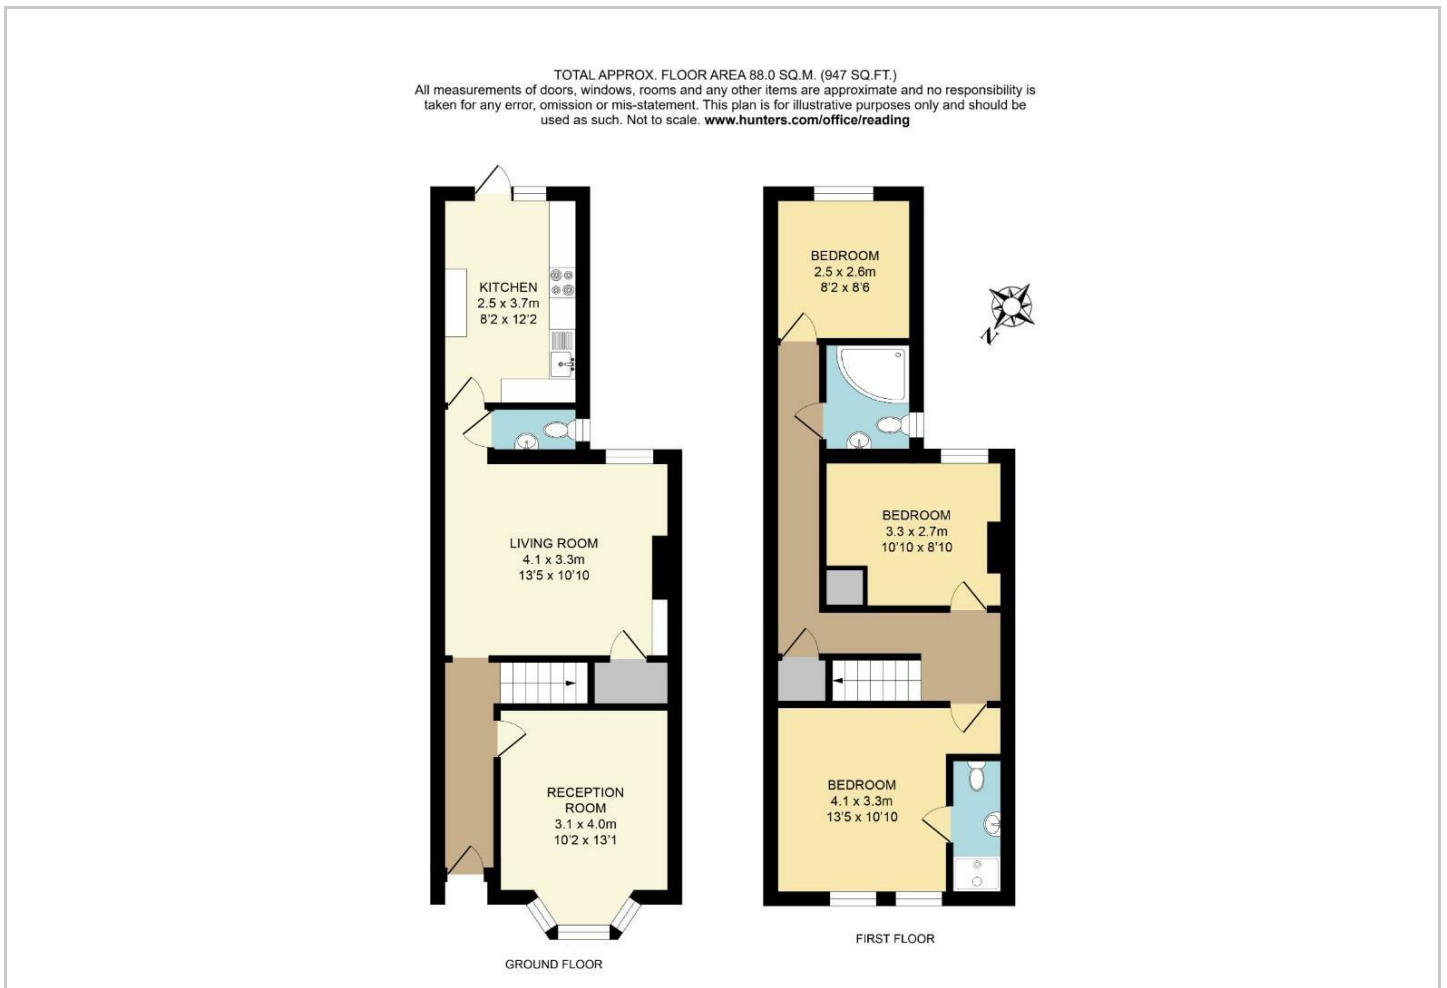 TOTAL APPROX. FLOOR AREA 88.0 SQ.M. (947 SQ.FT.)
All measurements of doors, windows, rooms and any other items are approximate and no responsibility is
taken for any error, omission or mis-statement. This plan is for illustrative purposes only and should be
used as such. Not to scale. www.hunters.com/office/reading
KITCHEN
2.5 x 3.7m
8'2 x 12'2
LIVING ROOM
4.1 x 3.3m
13'5 x 10'10
RECEPTION
ROOM
3.1 x 4.0m
10'2 x 13'1
GROUND FLOOR
BEDROOM
2.5 x 2.6m
8'2 x 8'6
N
BEDROOM
3.3 x 2.7m
10'10 x 8'10
BEDROOM
4.1 x 3.3m
13'5 x 10'10
FIRST FLOOR